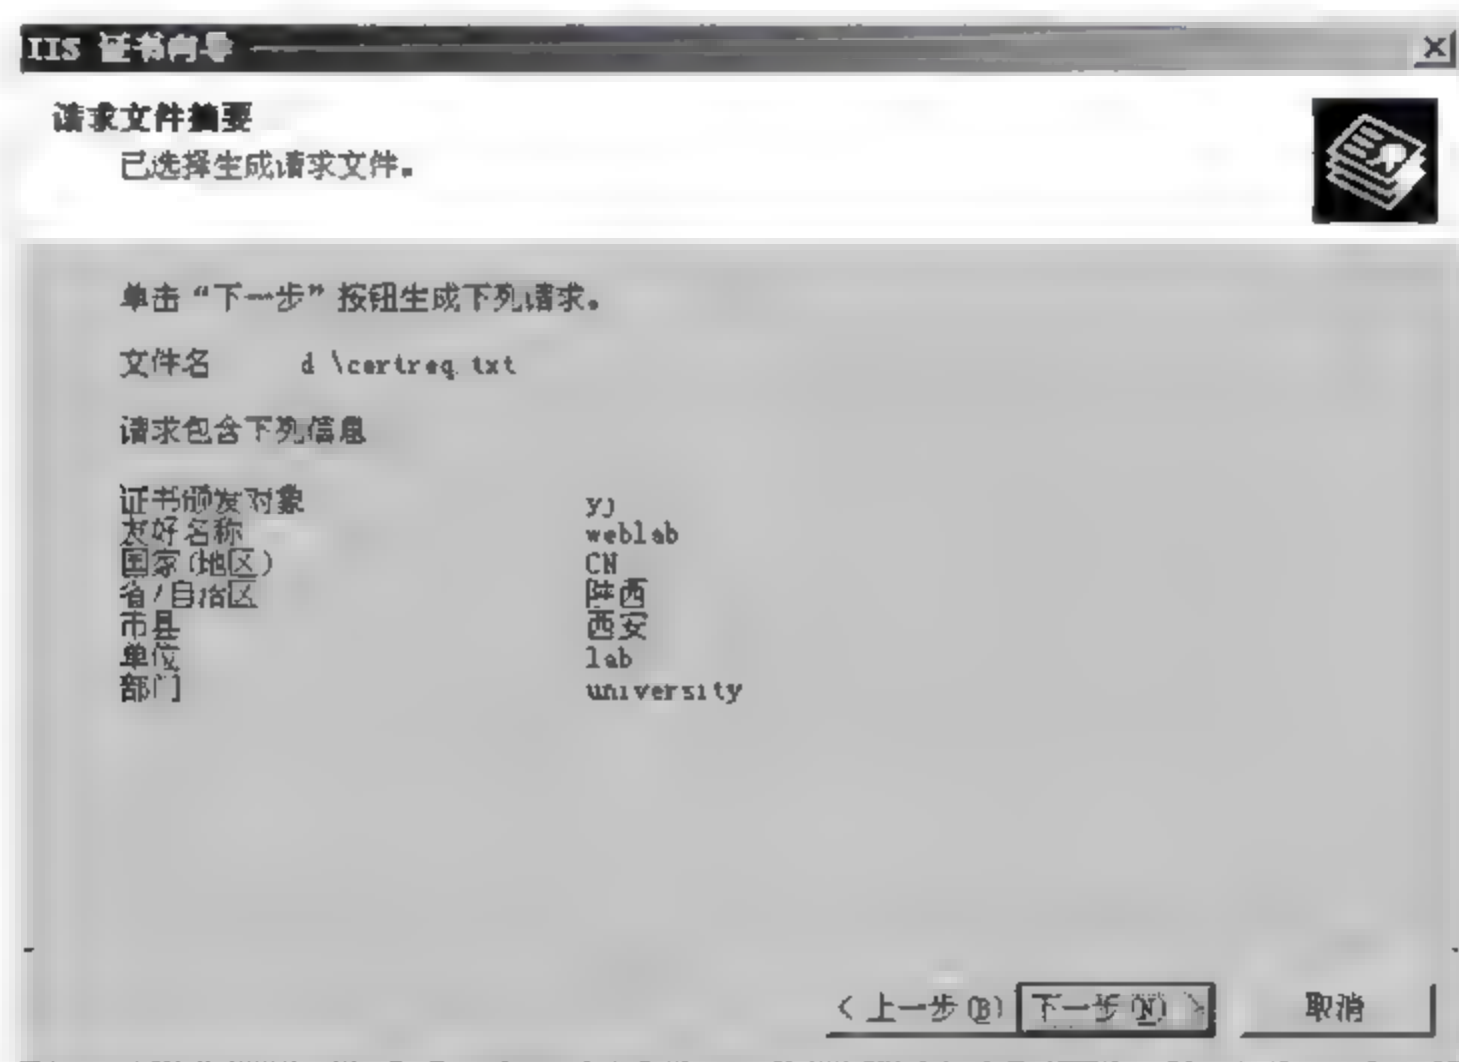 IIS 证书向导
请求文件摘要
已选择生成请求文件。
单击“下一步”按钮生成下列请求。
文件名 d \certreq.txt
请求包含下列信息
证书颁发对象 yj
友好名称 weblab
国家(地区) CN
省/自治区 陕西
市县 西安
单位 lab
部门 university
< 上一步(B) 下一步(N) > 取消